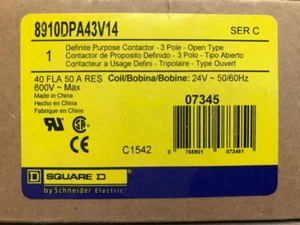 8910DPA43V14
SER C
1
Definite Purpose Contactor - 3 Pole - Open Type
Contactor de Proposito Definido - 3 Polo - Tipo Abierto
Contacteur a Usage Defini - Tripolaire - Type Ouvert
40 FLA 50 A RES
Coil/Bobina/Bobine: 24V ~ 50/60Hz
600V ~ Max
Made in China
Hecho en China
Fait en Chine
07345
C1542
SQUARE D
by Schneider Electric